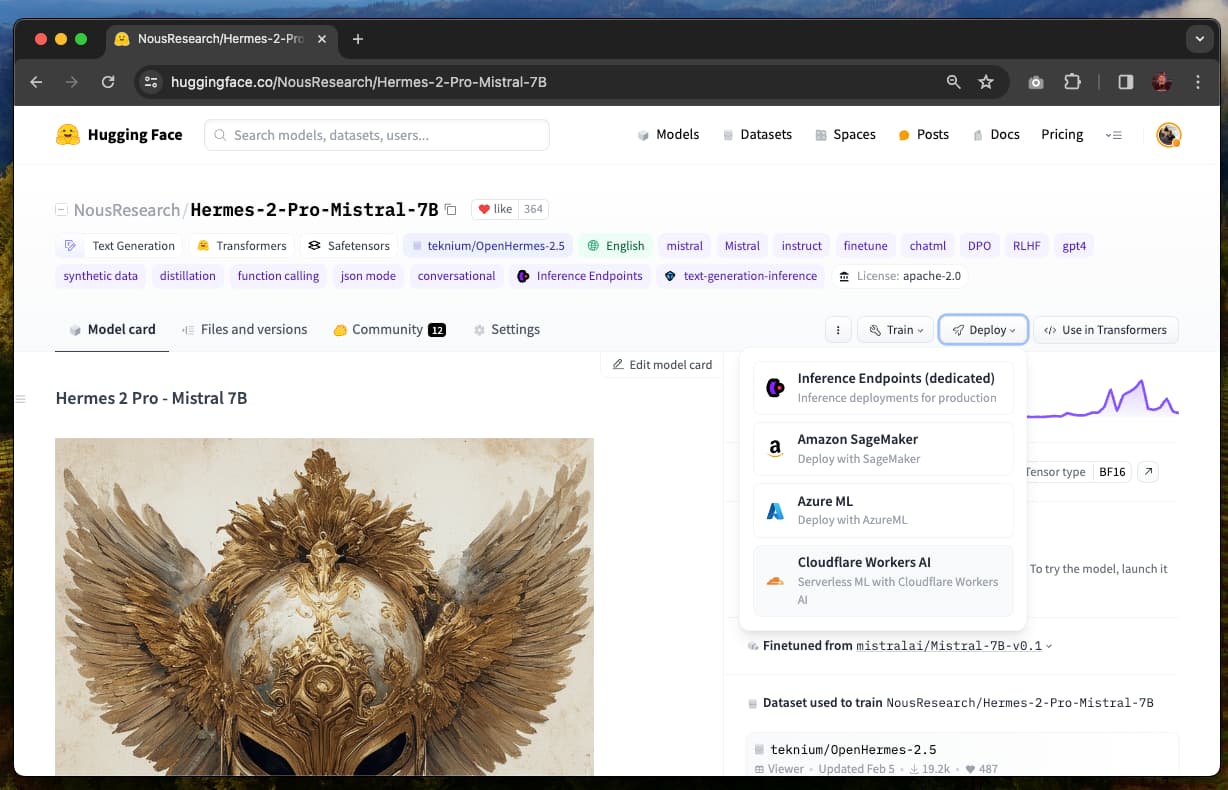 NousResearch/Hermes-2-Pro
huggingface.co/NousResearch/Hermes-2-Pro-Mistral-7B
Hugging Face
Search models, datasets, users...
Models
Datasets
Spaces
Posts
Docs
Pricing
NousResearch/Hermes-2-Pro-Mistral-7B
like 364
Text Generation
Transformers
Safetensors
teknium/OpenHermes-2.5
English
mistral
Mistral
instruct
finetune
chatml
DPO
RLHF
gpt4
synthetic data
distillation
function calling
json mode
conversational
Inference Endpoints
text-generation-inference
License: apache-2.0
Model card
Files and versions
Community 12
Settings
Train
Deploy
Use in Transformers
Edit model card
Hermes 2 Pro - Mistral 7B
Inference Endpoints (dedicated)
Inference deployments for production
Amazon SageMaker
Deploy with SageMaker
Azure ML
Deploy with AzureML
Cloudflare Workers AI
Serverless ML with Cloudflare Workers
AI
Tensor type BF16
To try the model, launch it
Finetuned from mistralai/Mistral-7B-v0.1
Dataset used to train NousResearch/Hermes-2-Pro-Mistral-7B
teknium/OpenHermes-2.5
Viewer • Updated Feb 5 • 19.2k • 487